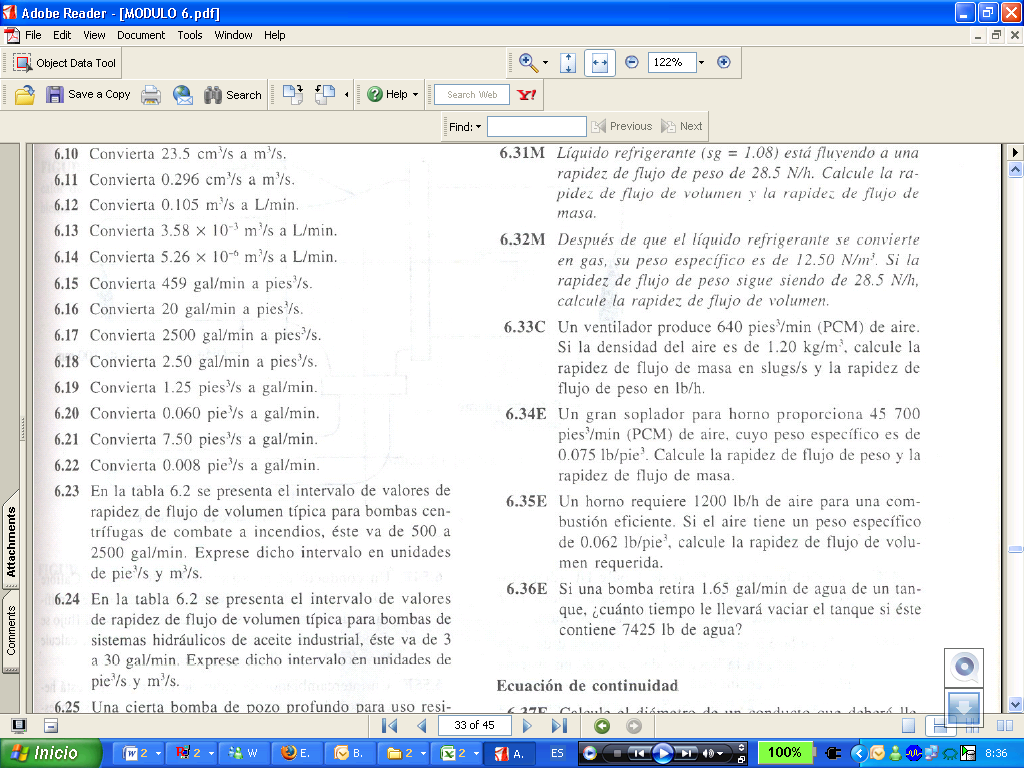 Adobe Reader - [MODULO 6.pdf]
File Edit View Document Tools Window Help
Object Data Tool
122%
Save a Copy
Search
Help
Search Web
Y!
Find:
Previous
Next
6.10 Convierta 23.5 cm³/s a m³/s.
6.11 Convierta 0.296 cm³/s a m³/s.
6.12 Convierta 0.105 m³/s a L/min.
6.13 Convierta 3.58 × 10⁻³ m³/s a L/min.
6.14 Convierta 5.26 × 10⁻⁶ m³/s a L/min.
6.15 Convierta 459 gal/min a pies³/s.
6.16 Convierta 20 gal/min a pies³/s.
6.17 Convierta 2500 gal/min a pies³/s.
6.18 Convierta 2.50 gal/min a pies³/s.
6.19 Convierta 1.25 pies³/s a gal/min.
6.20 Convierta 0.060 pie³/s a gal/min.
6.21 Convierta 7.50 pies³/s a gal/min.
6.22 Convierta 0.008 pie³/s a gal/min.
6.23 En la tabla 6.2 se presenta el intervalo de valores de
rapidez de flujo de volumen típica para bombas cen-
trífugas de combate a incendios, éste va de 500 a
2500 gal/min. Exprese dicho intervalo en unidades
de pie³/s y m³/s.
6.24 En la tabla 6.2 se presenta el intervalo de valores
de rapidez de flujo de volumen típica para bombas de
sistemas hidráulicos de aceite industrial, éste va de 3
a 30 gal/min. Exprese dicho intervalo en unidades de
pie³/s y m³/s.
6.25 Una cierta bomba de pozo profundo para uso resi-
6.31M Líquido refrigerante (sg = 1.08) está fluyendo a una
rapidez de flujo de peso de 28.5 N/h. Calcule la ra-
pidez de flujo de volumen y la rapidez de flujo de
masa.
6.32M Después de que el líquido refrigerante se convierte
en gas, su peso específico es de 12.50 N/m³. Si la
rapidez de flujo de peso sigue siendo de 28.5 N/h,
calcule la rapidez de flujo de volumen.
6.33C Un ventilador produce 640 pies³/min (PCM) de aire.
Si la densidad del aire es de 1.20 kg/m³, calcule la
rapidez de flujo de masa en slugs/s y la rapidez de
flujo de peso en lb/h.
6.34E Un gran soplador para horno proporciona 45 700
pies³/min (PCM) de aire, cuyo peso específico es de
0.075 lb/pie³. Calcule la rapidez de flujo de peso y la
rapidez de flujo de masa.
6.35E Un horno requiere 1200 lb/h de aire para una com-
bustión eficiente. Si el aire tiene un peso específico
de 0.062 lb/pie³, calcule la rapidez de flujo de volu-
men requerida.
6.36E Si una bomba retira 1.65 gal/min de agua de un tan-
que, ¿cuánto tiempo le llevará vaciar el tanque si éste
contiene 7425 lb de agua?
Ecuación de continuidad
6.37E Calcule el diámetro de un conducto que deberá lle-
Attachments
Comments
33 of 45
Inicio
2
2
W
E.
B.
2
2
A.
ES
100%
8:36